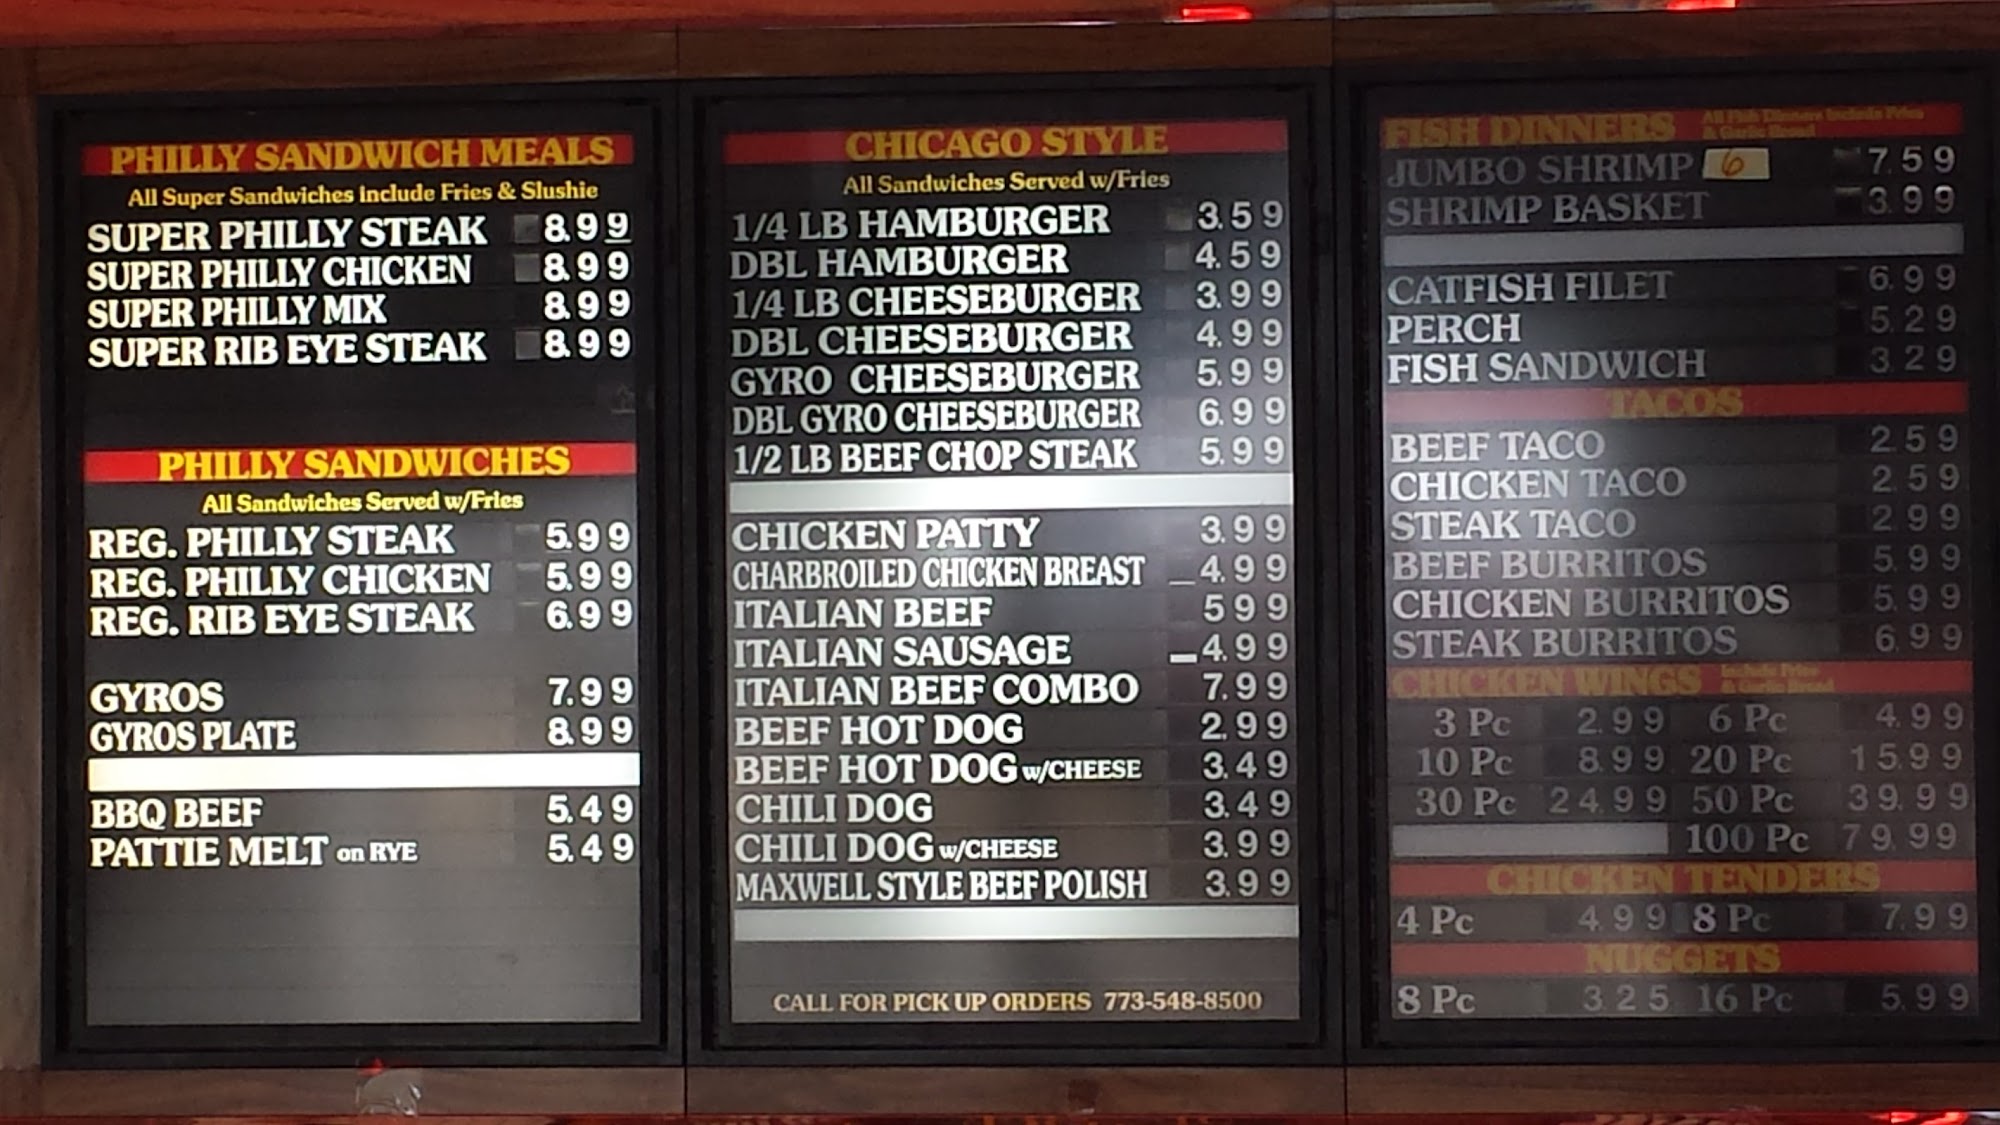 PHILLY SANDWICH MEALS
All Super Sandwiches Include Fries & Slushie
SUPER PHILLY STEAK 8.99
SUPER PHILLY CHICKEN 8.99
SUPER PHILLY MIX 8.99
SUPER RIB EYE STEAK 8.99
PHILLY SANDWICHES
All Sandwiches Served w/Fries
REG. PHILLY STEAK 5.99
REG. PHILLY CHICKEN 5.99
REG. RIB EYE STEAK 6.99
GYROS 7.99
GYROS PLATE 8.99
BBQ BEEF 5.49
PATTIE MELT on RYE 5.49
CHICAGO STYLE
All Sandwiches Served w/Fries
1/4 LB HAMBURGER 3.59
DBL HAMBURGER 4.59
1/4 LB CHEESEBURGER 3.99
DBL CHEESEBURGER 4.99
GYRO CHEESEBURGER 5.99
DBL GYRO CHEESEBURGER 6.99
1/2 LB BEEF CHOP STEAK 5.99
CHICKEN PATTY 3.99
CHARBROILED CHICKEN BREAST 4.99
ITALIAN BEEF 599
ITALIAN SAUSAGE 4.99
ITALIAN BEEF COMBO 7.99
BEEF HOT DOG 2.99
BEEF HOT DOG w/CHEESE 3.49
CHILI DOG 3.49
CHILI DOG w/CHEESE 3.99
MAXWELL STYLE BEEF POLISH 3.99
CALL FOR PICK UP ORDERS 773-548-8500
FISH DINNERS All Fish Dinners Include Fries
& Garlic Bread
JUMBO SHRIMP 6 7.59
SHRIMP BASKET 3.99
CATFISH FILET 6.99
PERCH 5.29
FISH SANDWICH 3.29
TACOS
BEEF TACO 2.59
CHICKEN TACO 2.59
STEAK TACO 2.99
BEEF BURRITOS 5.99
CHICKEN BURRITOS 5.99
STEAK BURRITOS 6.99
CHICKEN WINGS Include Fries
& Garlic Bread
3 Pc 2.99 6 Pc 4.99
10 Pc 8.99 20 Pc 15.99
30 Pc 24.99 50 Pc 39.99
100 Pc 79.99
CHICKEN TENDERS
4 Pc 4.99 8 Pc 7.99
NUGGETS
8 Pc 3.25 16 Pc 5.99